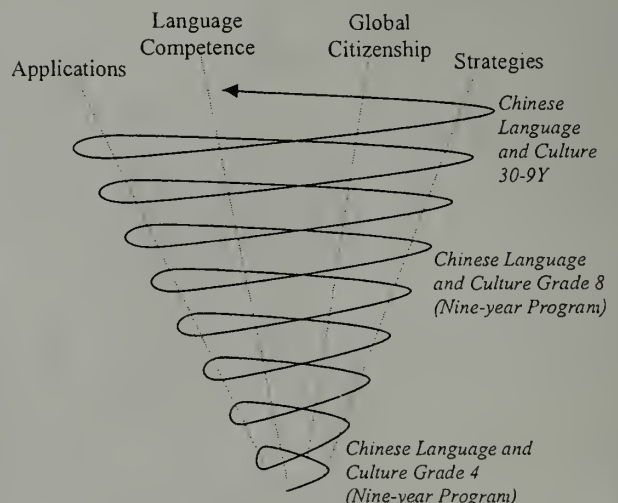 Language
Competence
Global
Citizenship
Applications
Strategies
Chinese
Language
and Culture
30-9Y
Chinese Language
and Culture Grade 8
(Nine-year Program)
Chinese Language and
Culture Grade 4
(Nine-year Program)